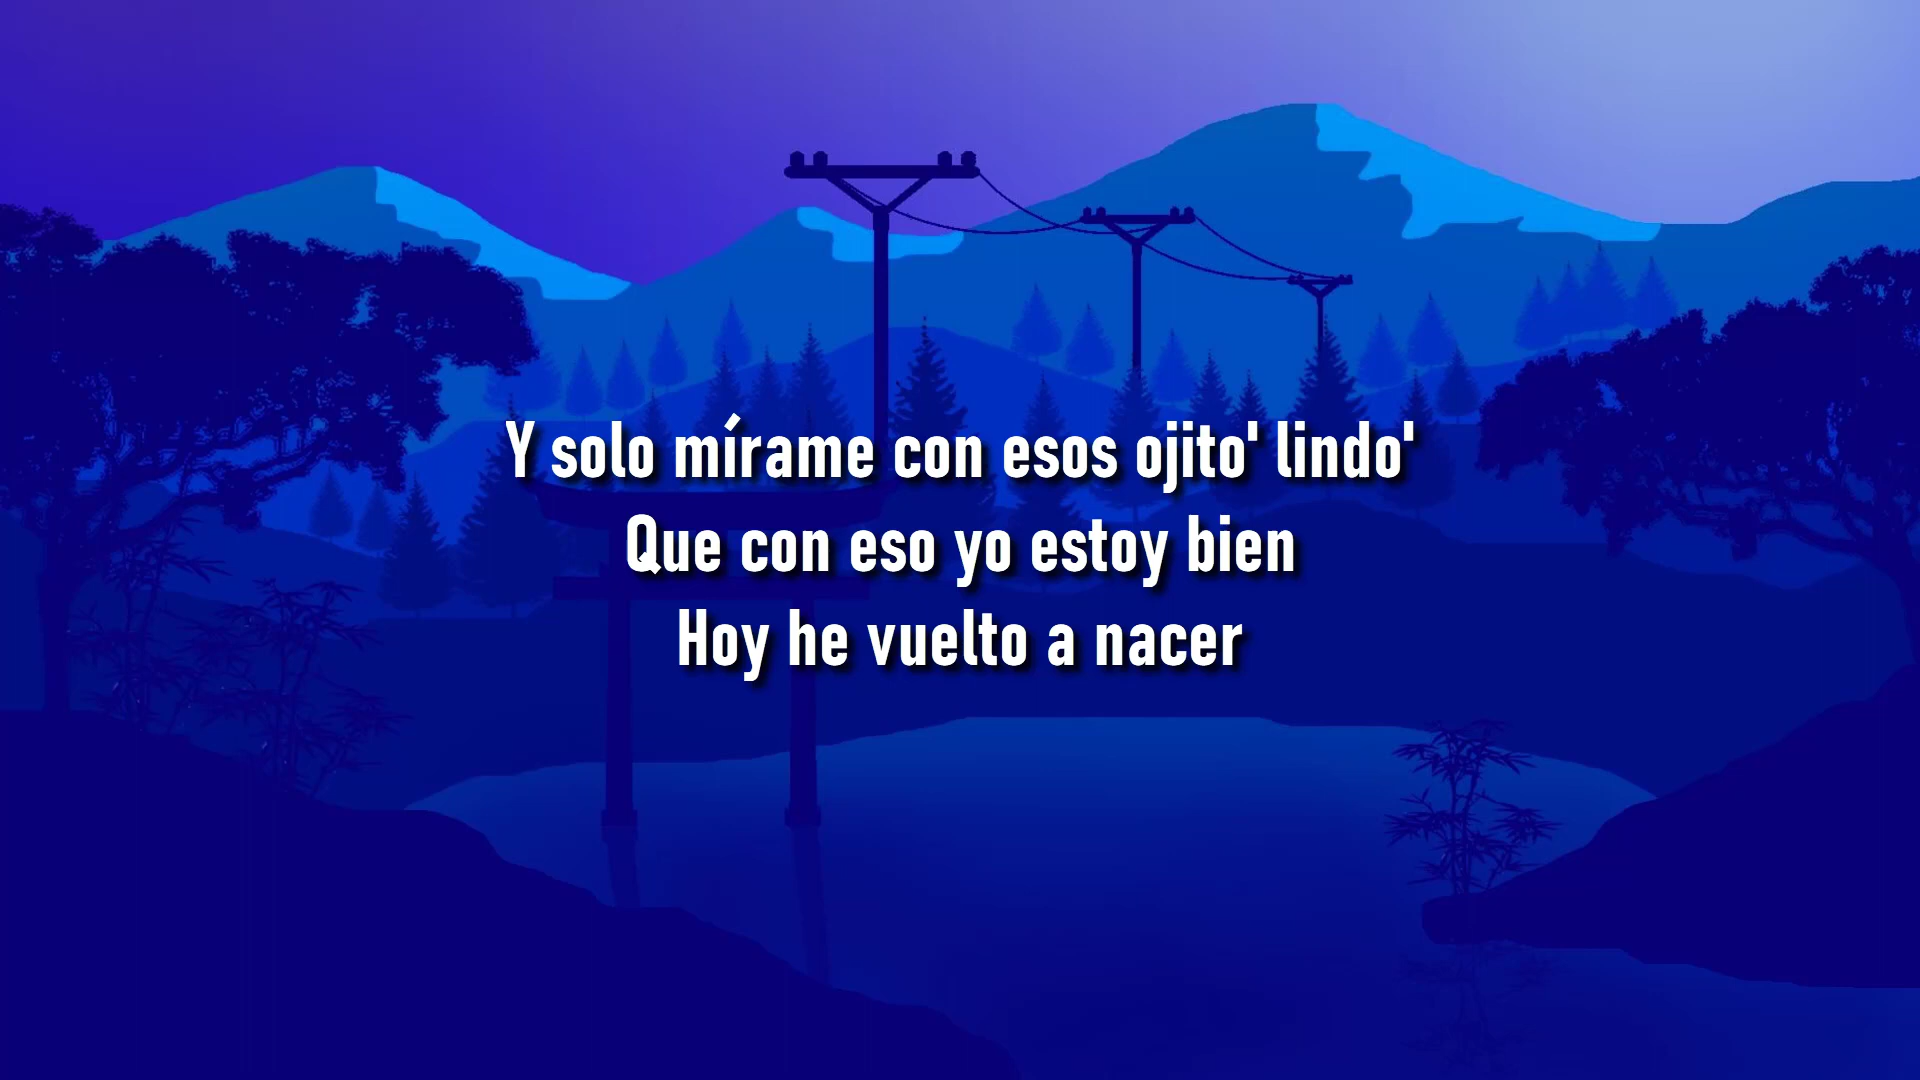 Y solo mírame con esos ojito' lindo'
Que con eso yo estoy bien
Hoy he vuelto a nacer